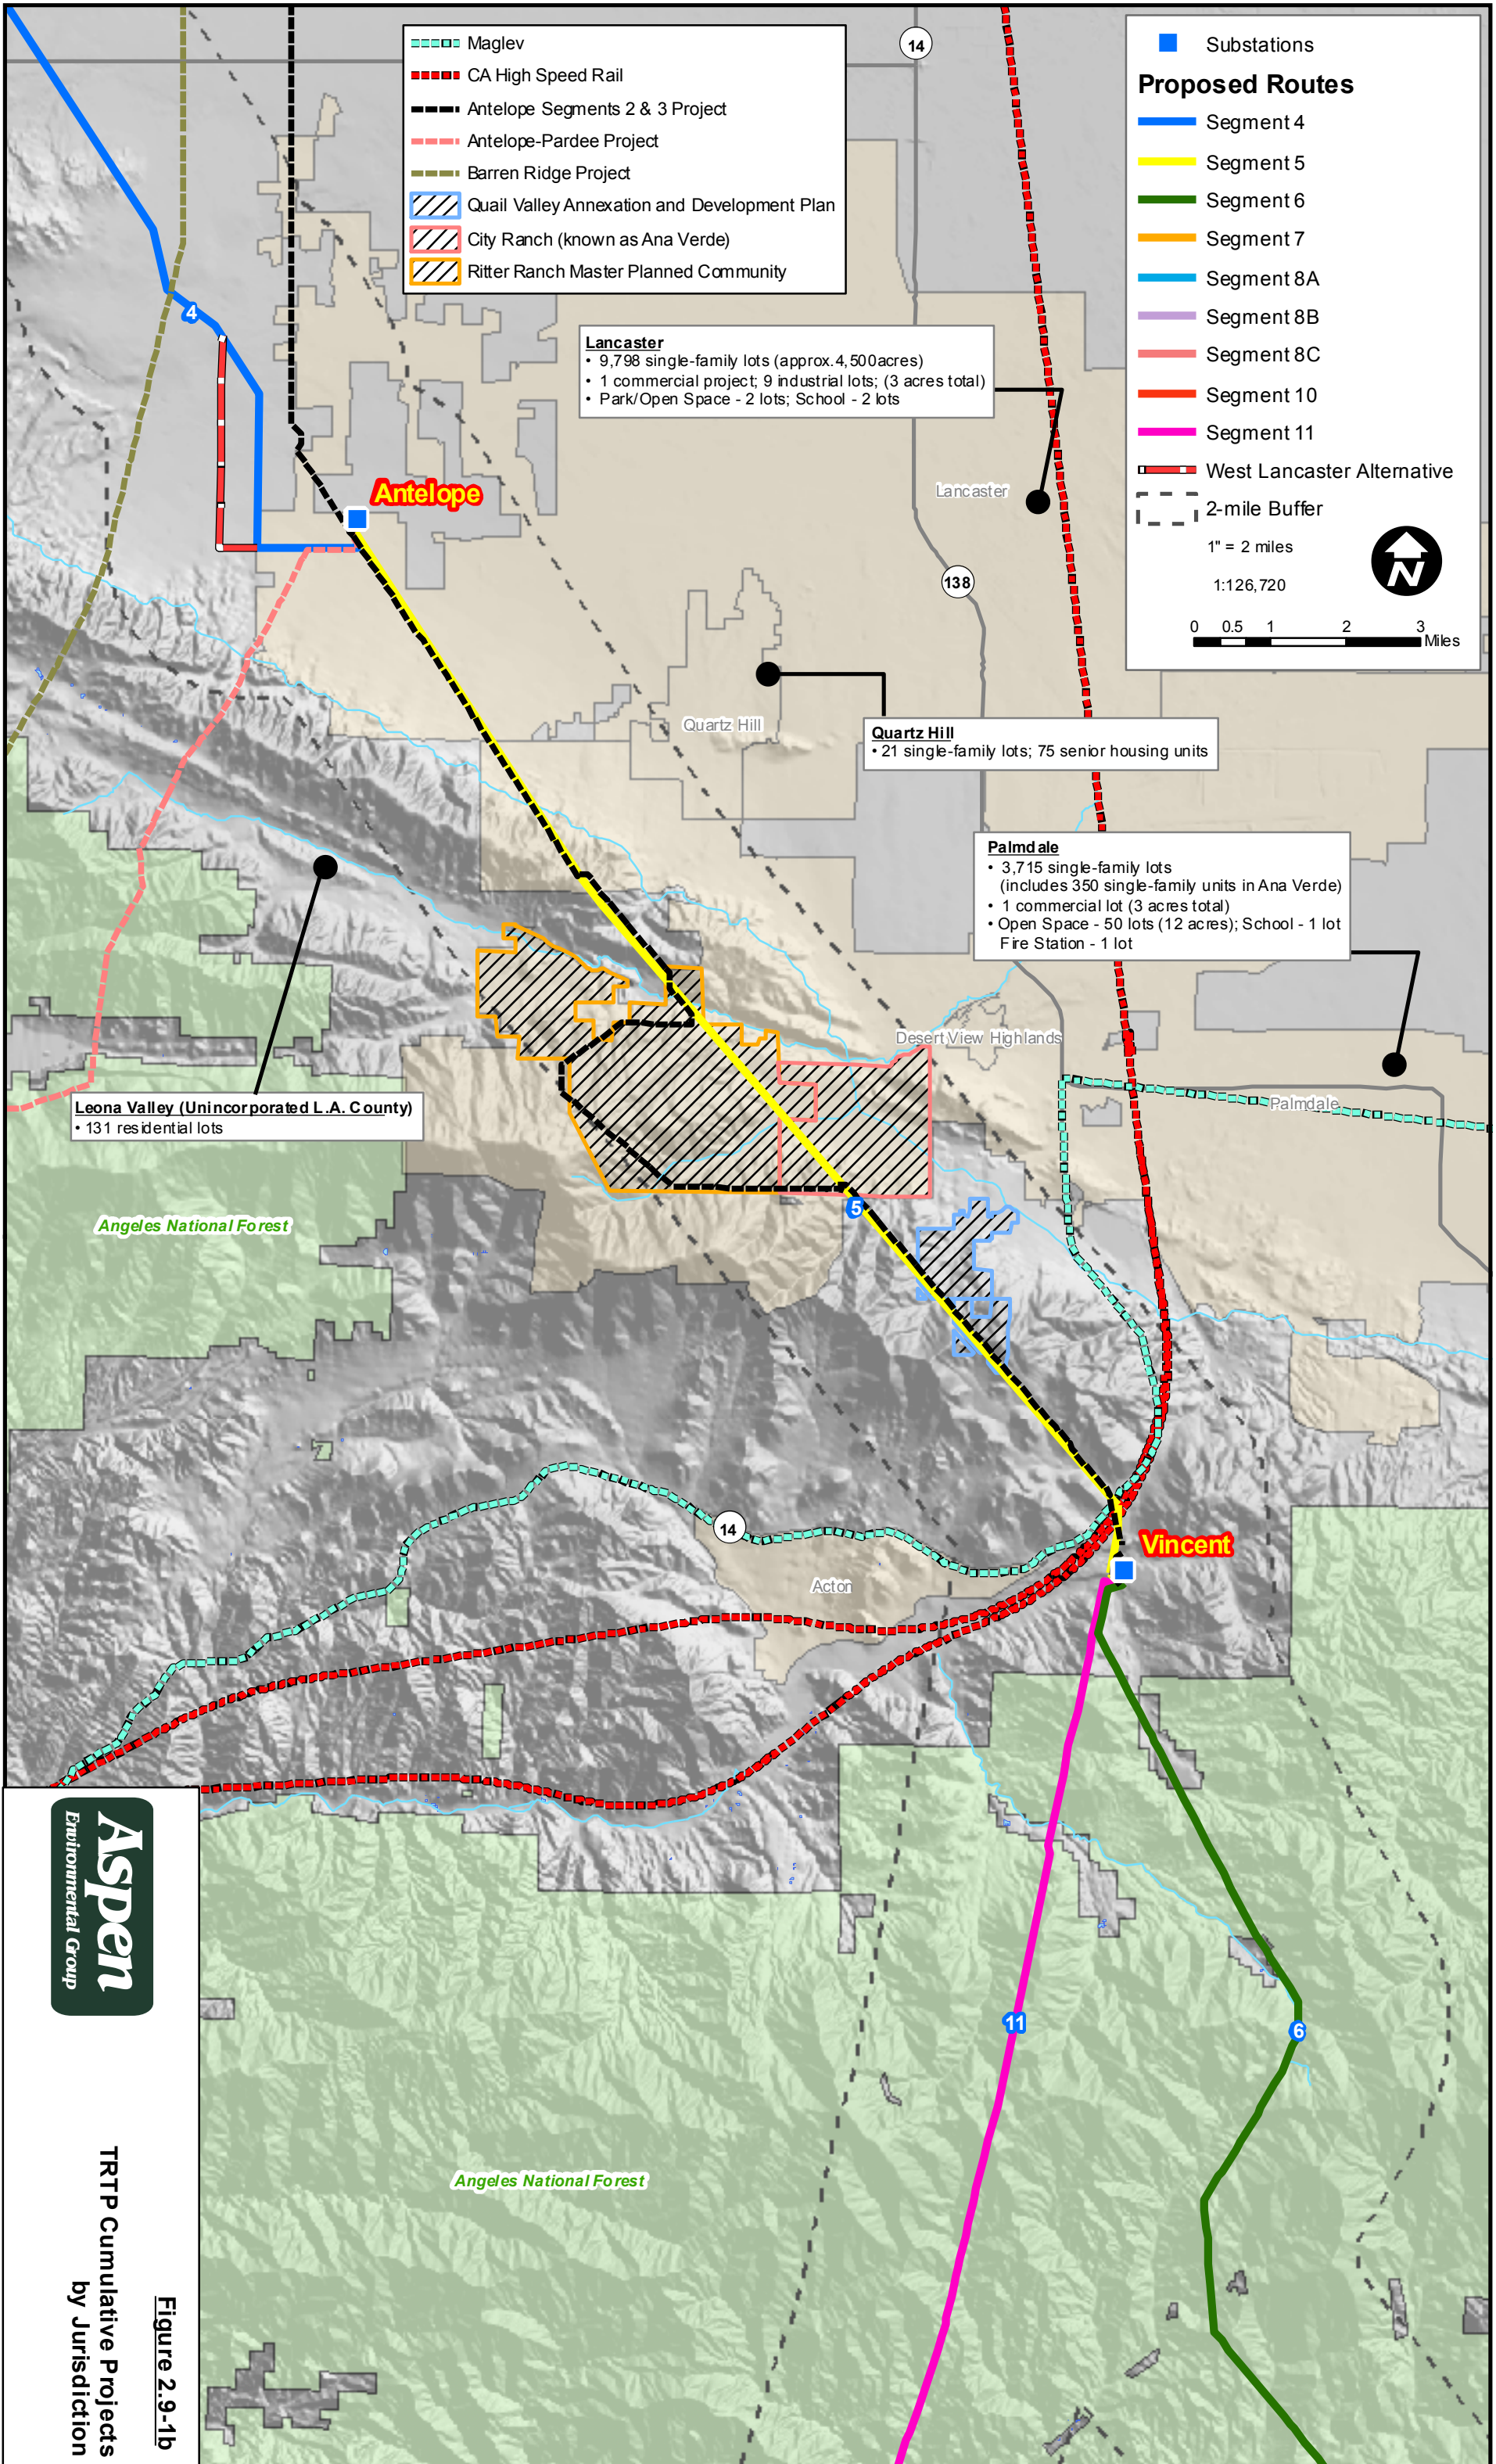 Maglev
CA High Speed Rail
Antelope Segments 2 & 3 Project
Antelope-Pardee Project
Barren Ridge Project
Quail Valley Annexation and Development Plan
City Ranch (known as Ana Verde)
Ritter Ranch Master Planned Community
14
Substations
Proposed Routes
Segment 4
Segment 5
Segment 6
Segment 7
Segment 8A
Segment 8B
Segment 8C
Segment 10
Segment 11
West Lancaster Alternative
2-mile Buffer
1" = 2 miles
1:126,720
N
0 0.5 1 2 3
Miles
4
Lancaster
• 9,798 single-family lots (approx.4,500acres)
• 1 commercial project; 9 industrial lots; (3 acres total)
• Park/Open Space - 2 lots; School - 2 lots
Antelope
Lancaster
138
Quartz Hill
Quartz Hill
• 21 single-family lots; 75 senior housing units
Palmdale
• 3,715 single-family lots
(includes 350 single-family units in Ana Verde)
• 1 commercial lot (3 acres total)
• Open Space - 50 lots (12 acres); School - 1 lot
Fire Station - 1 lot
Desert View Highlands
Palmdale
Leona Valley (Unincorporated L.A. County)
• 131 residential lots
5
Angeles National Forest
14
Vincent
Acton
11
6
Angeles National Forest
Aspen
Environmental Group
Figure 2.9-1b
TRTP Cumulative Projects
by Jurisdiction